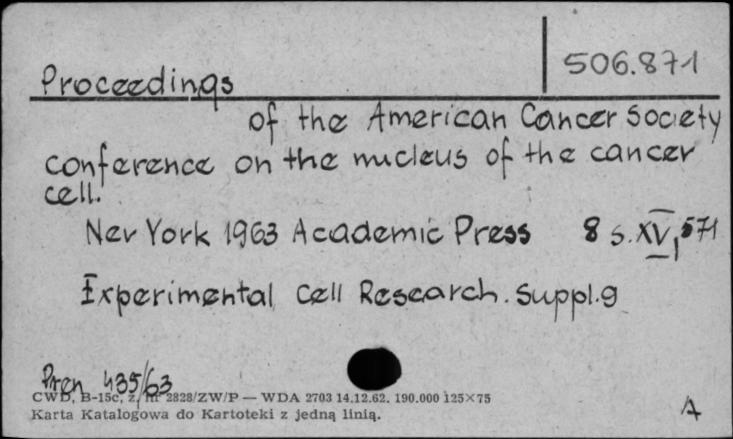 506.871
Proceedings
of the American Cancer Society
conference on the nucleus of the cancer
cell.
New York 1963 Academic Press 8 s. XV, 571
Experimental Cell Research. Suppl. 9
Pren 435/63
CWD, B-15c, z. nr 2828/ZW/P — WDA 2703 14.12.62. 190.000 125×75
Karta Katalogowa do Kartoteki z jedną linią.
A